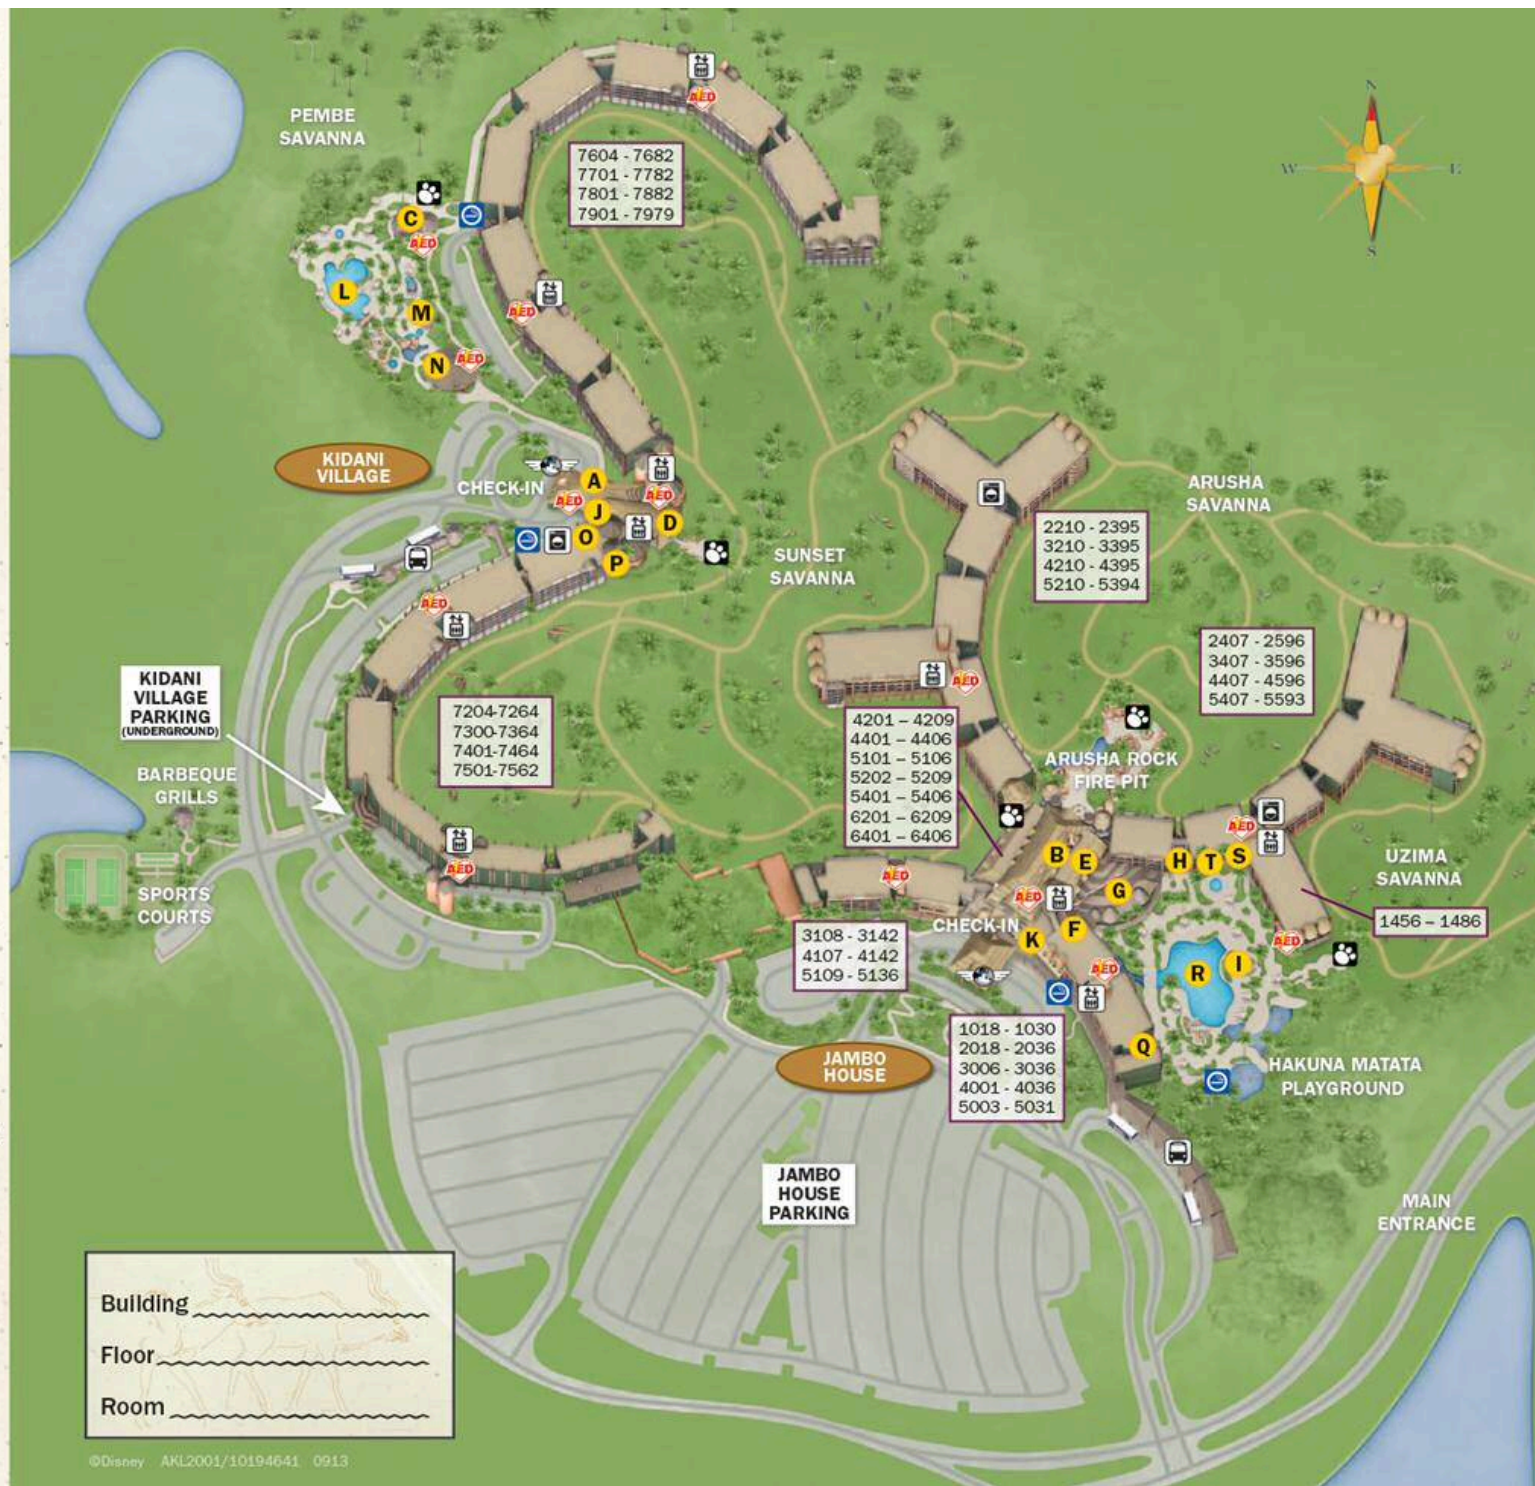 N
W
E
S
PEMBE
SAVANNA
7604 - 7682
7701 - 7782
7801 - 7882
7901 - 7979
C
AED
AED
L
M
AED
N
AED
KIDANI
VILLAGE
CHECK-IN
A
AED
AED
J
D
O
P
ARUSHA
SAVANNA
SUNSET
SAVANNA
2210 - 2395
3210 - 3395
4210 - 4395
5210 - 5394
AED
2407 - 2596
3407 - 3596
4407 - 4596
5407 - 5593
AED
KIDANI
VILLAGE
PARKING
(UNDERGROUND)
7204-7264
7300-7364
7401-7464
7501-7562
4201 – 4209
4401 – 4406
5101 – 5106
5202 – 5209
5401 – 5406
6201 – 6209
6401 – 6406
ARUSHA ROCK
FIRE PIT
BARBEQUE
GRILLS
AED
B
E
H
T
S
AED
UZIMA
SAVANNA
SPORTS
COURTS
AED
AED
G
1456 – 1486
CHECK-IN
K
F
AED
3108 - 3142
4107 - 4142
5109 - 5136
AED
R
I
1018 - 1030
2018 - 2036
3006 - 3036
4001 - 4036
5003 - 5031
Q
JAMBO
HOUSE
HAKUNA MATATA
PLAYGROUND
JAMBO
HOUSE
PARKING
MAIN
ENTRANCE
Building
Floor
Room
©Disney AKL2001/10194641 0913